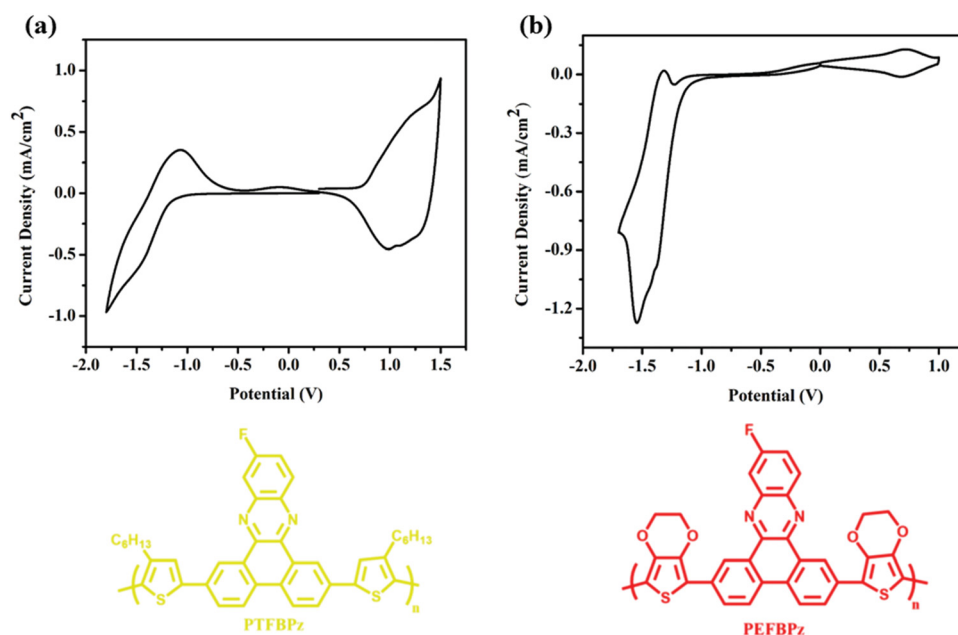 (a)
(b)
Current Density (mA/cm²)
1.0
0.5
0.0
-0.5
-1.0
-2.0 -1.5 -1.0 -0.5 0.0 0.5 1.0 1.5
Potential (V)
Current Density (mA/cm²)
0.0
-0.3
-0.6
-0.9
-1.2
-2.0 -1.5 -1.0 -0.5 0.0 0.5 1.0
Potential (V)
F
N N
C₆H₁₃
C₆H₁₃
S
S
n
PTFBPz
F
N N
O
O
O
O
S
S
n
PEFBPz